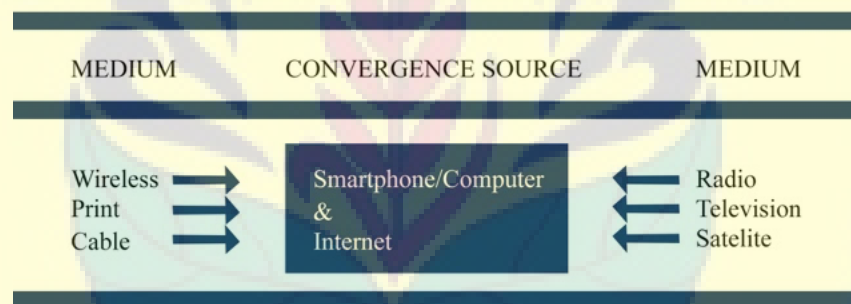 MEDIUM CONVERGENCE SOURCE MEDIUM
Wireless Smartphone/Computer Radio
Print & Television
Cable Internet Satelite